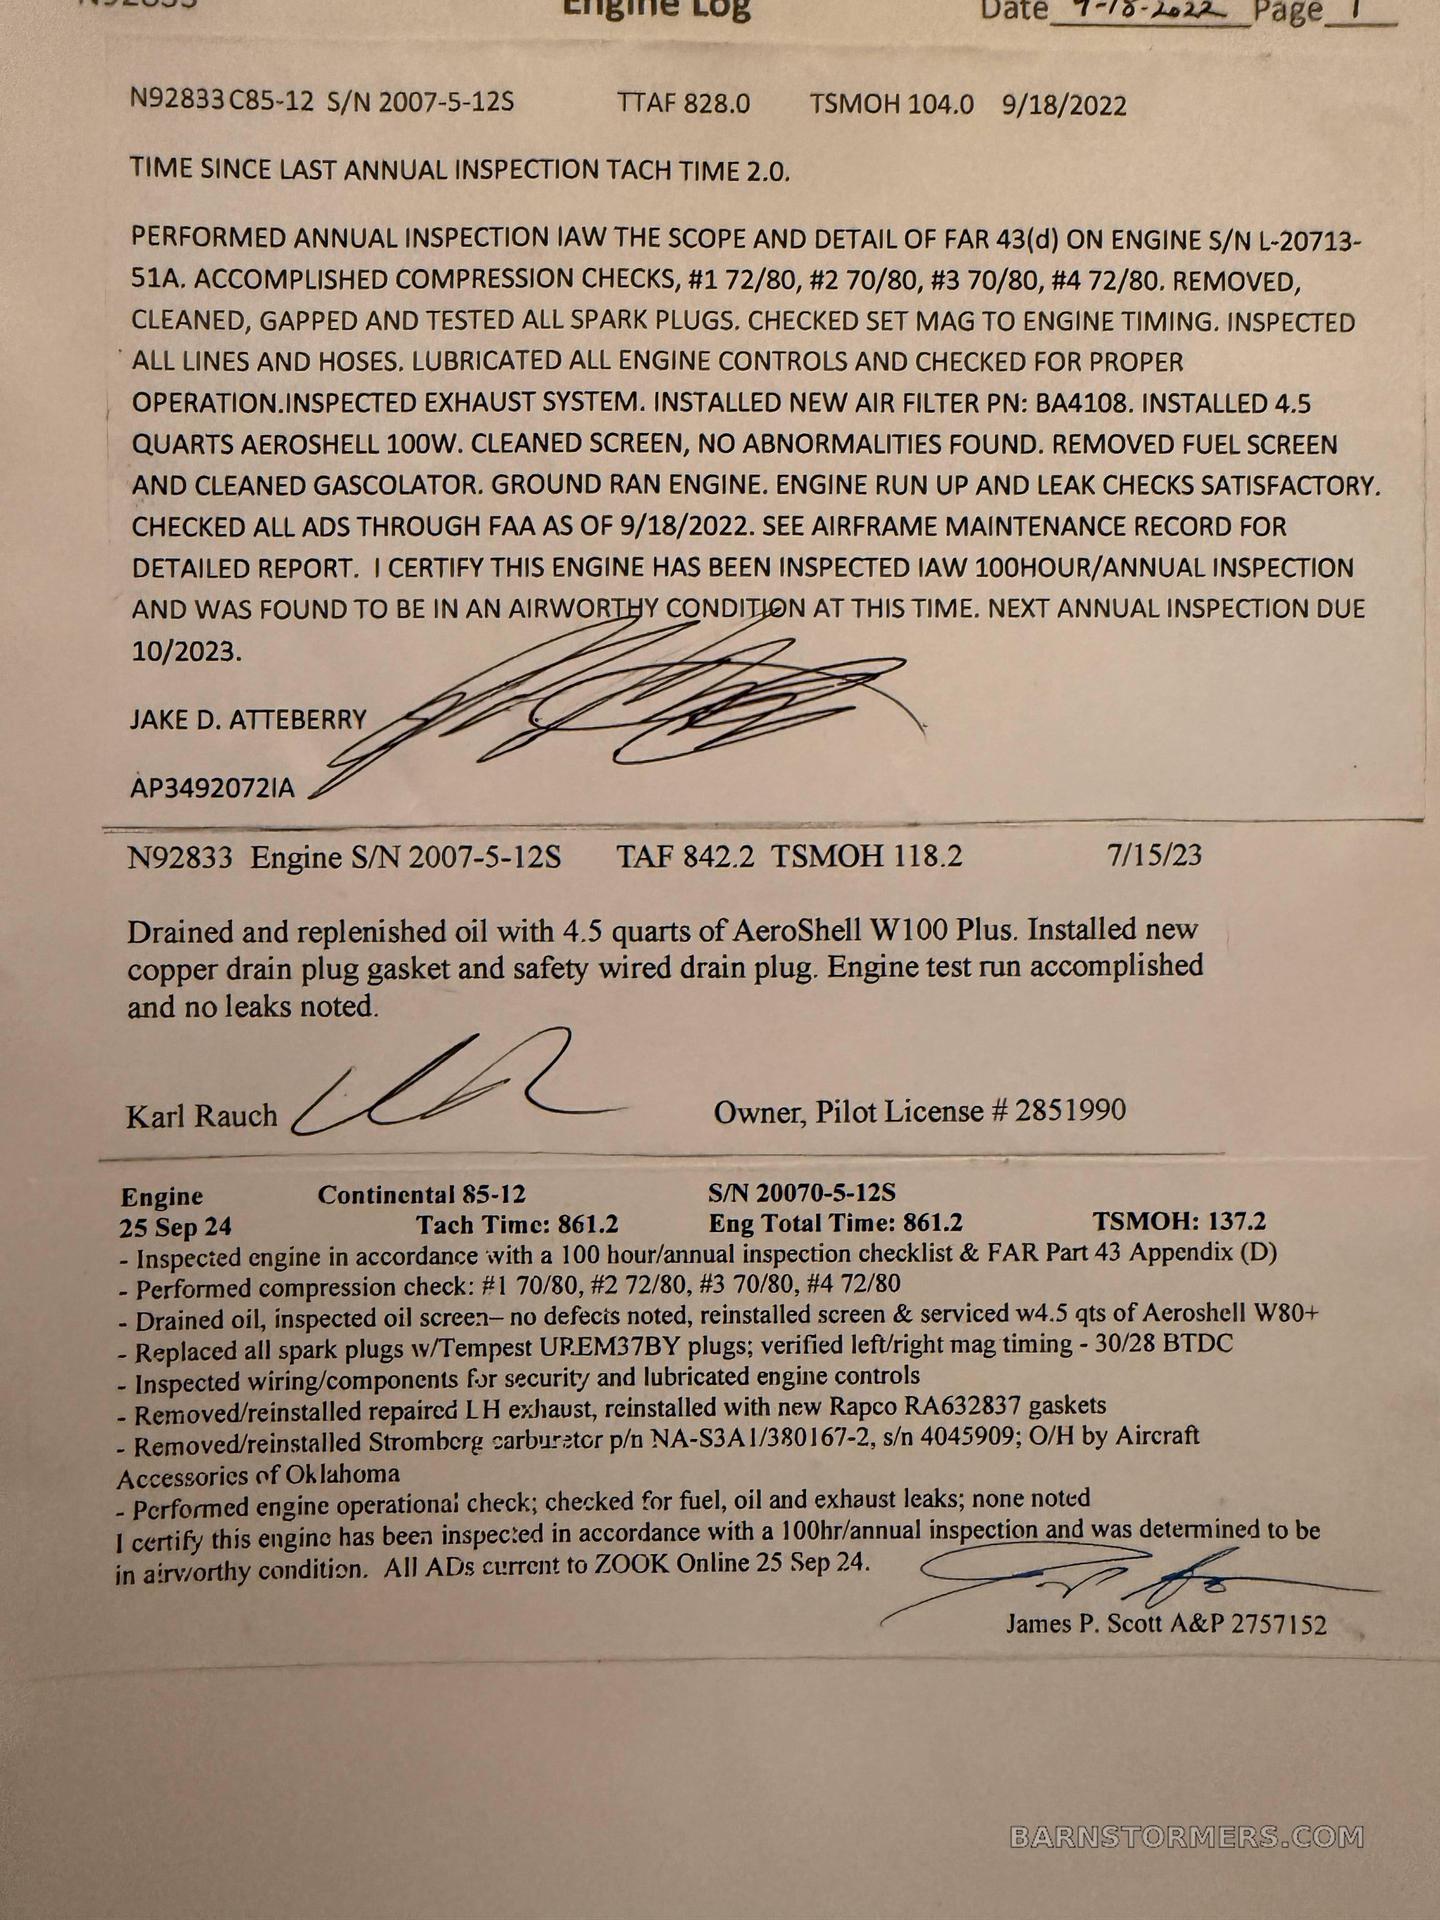 N92833 Engine Log Date 9-18-2022 Page 1
N92833 C85-12 S/N 2007-5-12S TTAF 828.0 TSMOH 104.0 9/18/2022
TIME SINCE LAST ANNUAL INSPECTION TACH TIME 2.0.
PERFORMED ANNUAL INSPECTION IAW THE SCOPE AND DETAIL OF FAR 43(d) ON ENGINE S/N L-20713-
51A. ACCOMPLISHED COMPRESSION CHECKS, #1 72/80, #2 70/80, #3 70/80, #4 72/80. REMOVED,
CLEANED, GAPPED AND TESTED ALL SPARK PLUGS. CHECKED SET MAG TO ENGINE TIMING. INSPECTED
ALL LINES AND HOSES. LUBRICATED ALL ENGINE CONTROLS AND CHECKED FOR PROPER
OPERATION.INSPECTED EXHAUST SYSTEM. INSTALLED NEW AIR FILTER PN: BA4108. INSTALLED 4.5
QUARTS AEROSHELL 100W. CLEANED SCREEN, NO ABNORMALITIES FOUND. REMOVED FUEL SCREEN
AND CLEANED GASCOLATOR. GROUND RAN ENGINE. ENGINE RUN UP AND LEAK CHECKS SATISFACTORY.
CHECKED ALL ADS THROUGH FAA AS OF 9/18/2022. SEE AIRFRAME MAINTENANCE RECORD FOR
DETAILED REPORT. I CERTIFY THIS ENGINE HAS BEEN INSPECTED IAW 100HOUR/ANNUAL INSPECTION
AND WAS FOUND TO BE IN AN AIRWORTHY CONDITION AT THIS TIME. NEXT ANNUAL INSPECTION DUE
10/2023.
JAKE D. ATTEBERRY
AP3492072IA
N92833 Engine S/N 2007-5-12S TAF 842.2 TSMOH 118.2 7/15/23
Drained and replenished oil with 4.5 quarts of AeroShell W100 Plus. Installed new
copper drain plug gasket and safety wired drain plug. Engine test run accomplished
and no leaks noted.
Karl Rauch Owner, Pilot License # 2851990
Engine Continental 85-12 S/N 20070-5-12S
25 Sep 24 Tach Time: 861.2 Eng Total Time: 861.2 TSMOH: 137.2
- Inspected engine in accordance with a 100 hour/annual inspection checklist & FAR Part 43 Appendix (D)
- Performed compression check: #1 70/80, #2 72/80, #3 70/80, #4 72/80
- Drained oil, inspected oil screen– no defects noted, reinstalled screen & serviced w4.5 qts of Aeroshell W80+
- Replaced all spark plugs w/Tempest UREM37BY plugs; verified left/right mag timing - 30/28 BTDC
- Inspected wiring/components for security and lubricated engine controls
- Removed/reinstalled repaired LH exhaust, reinstalled with new Rapco RA632837 gaskets
- Removed/reinstalled Stromberg carburetor p/n NA-S3A1/380167-2, s/n 4045909; O/H by Aircraft
Accessories of Oklahoma
- Performed engine operational check; checked for fuel, oil and exhaust leaks; none noted
I certify this engine has been inspected in accordance with a 100hr/annual inspection and was determined to be
in airworthy condition. All ADs current to ZOOK Online 25 Sep 24.
James P. Scott A&P 2757152
BARNSTORMERS.COM